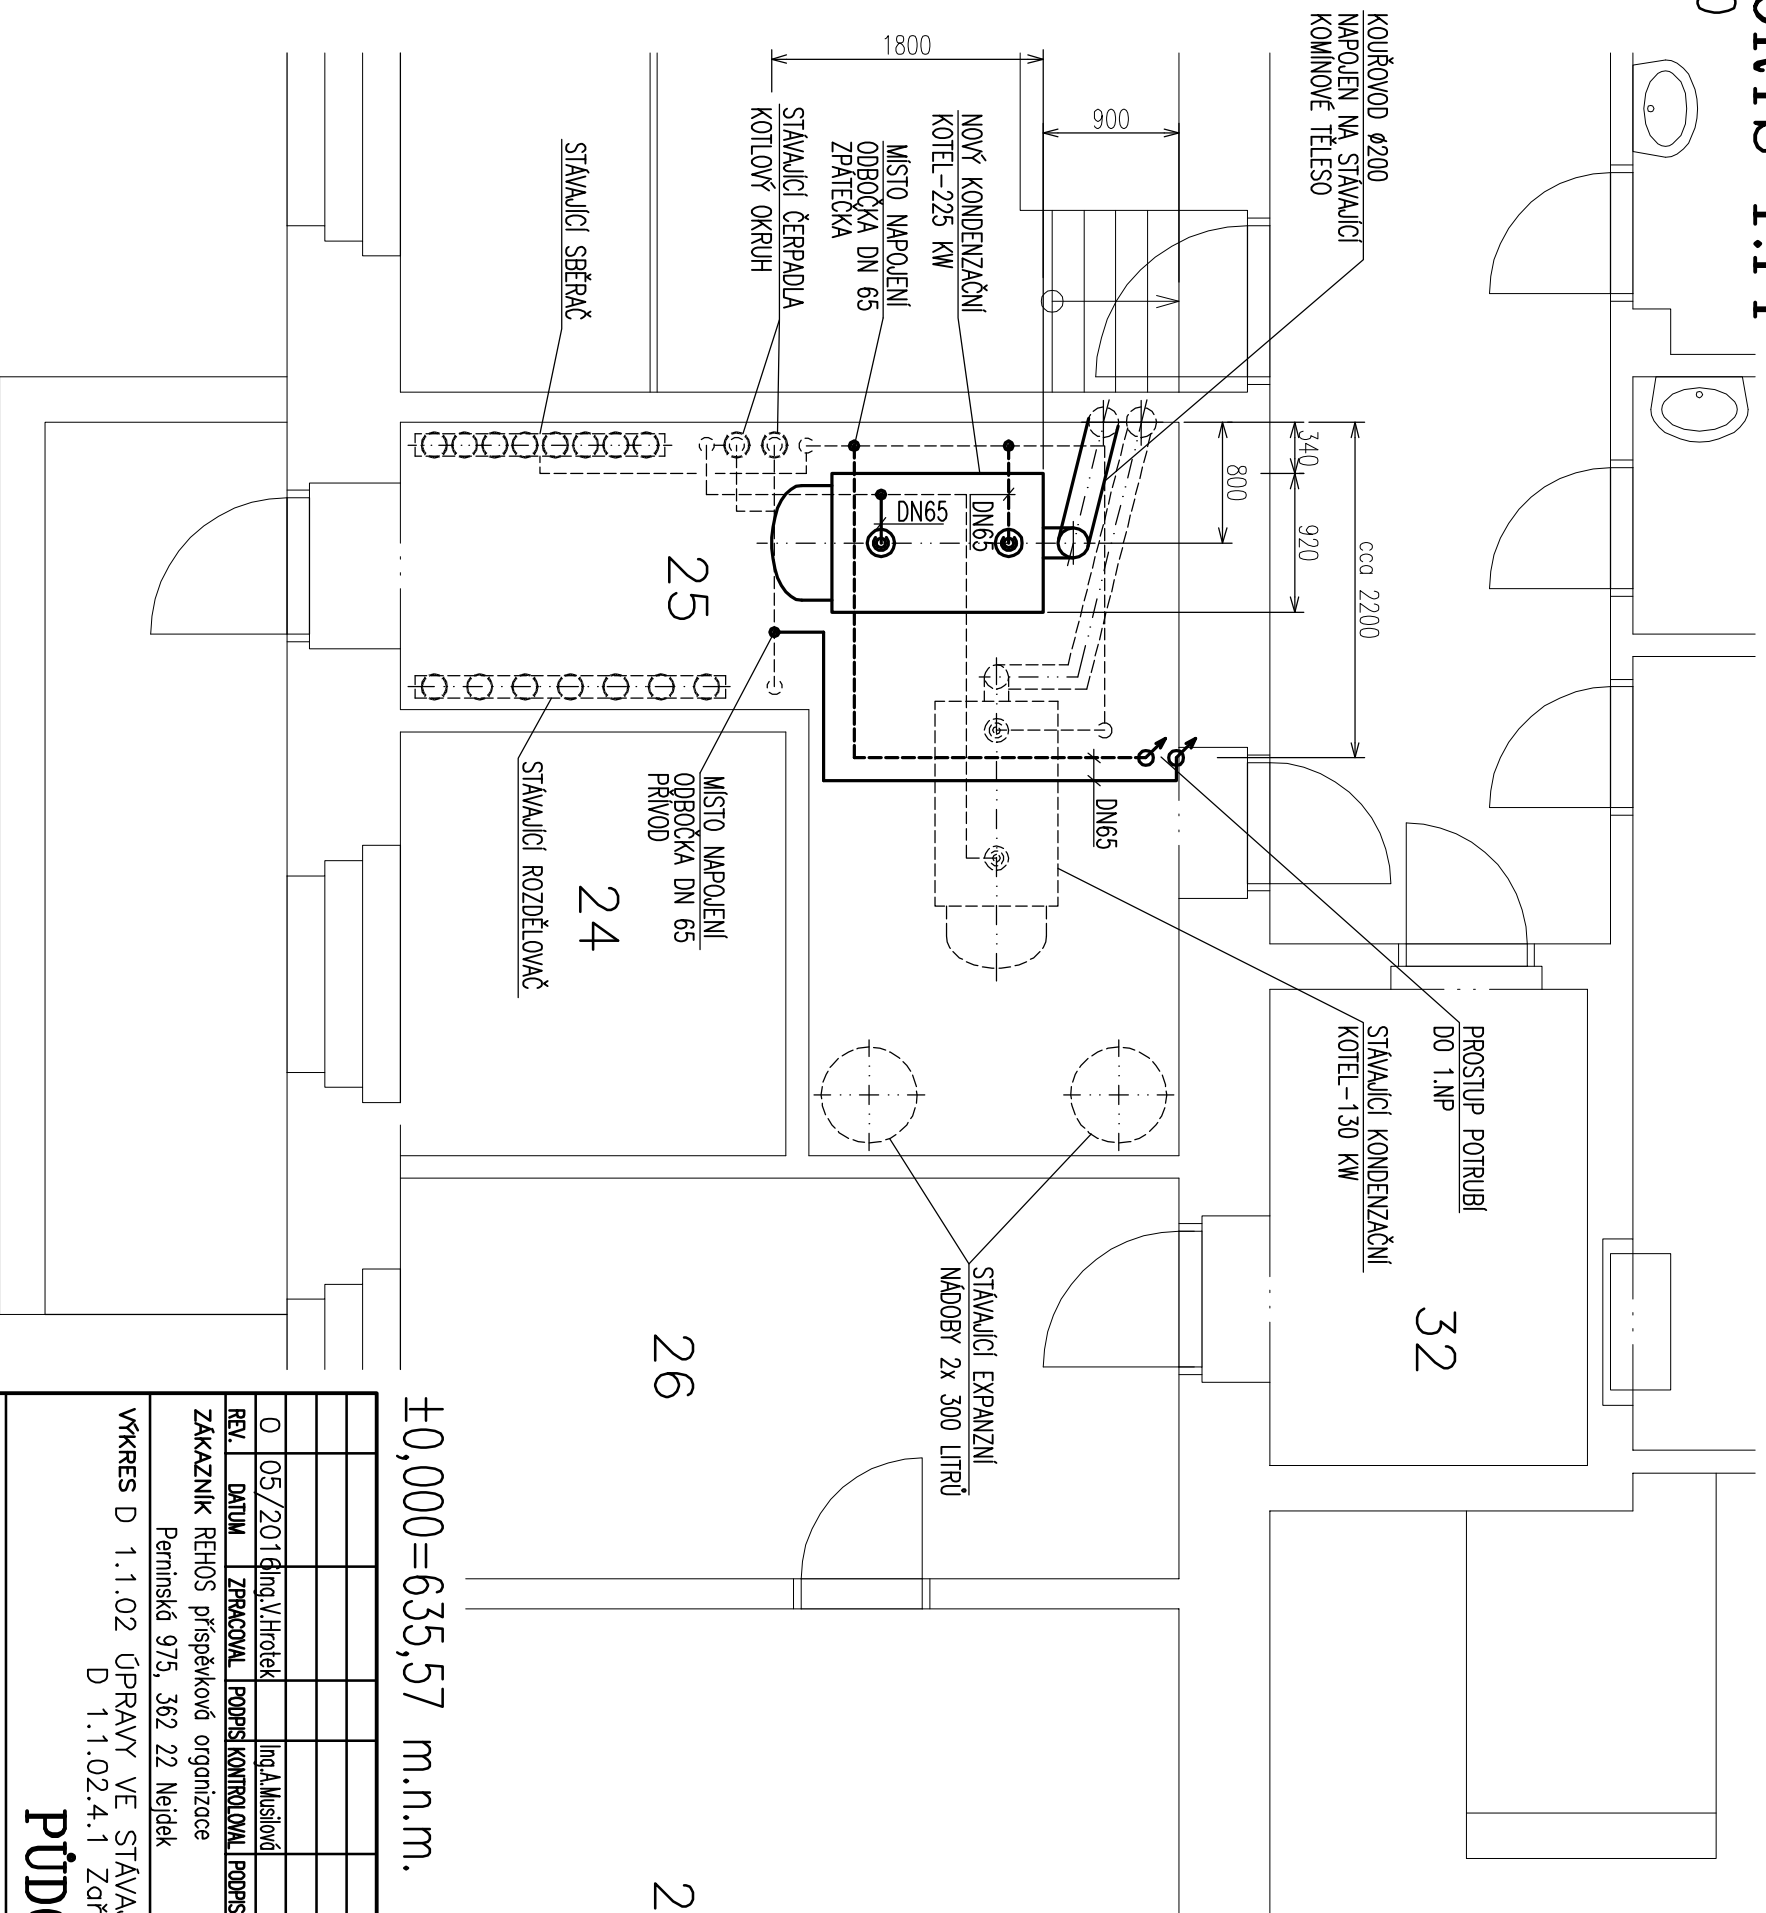 KOUŘOVOD ø200
NAPOJEN NA STÁVAJÍCÍ
KOMÍNOVÉ TĚLESO
1800
900
NOVÝ KONDENZAČNÍ
KOTEL-225 KW
MÍSTO NAPOJENÍ
ODBOČKA DN 65
ZPÁTEČKA
STÁVAJÍCÍ ČERPADLA
KOTLOVÝ OKRUH
STÁVAJÍCÍ SBĚRAČ
340
800
920
cca 2200
DN65
DN65
25
DN65
MÍSTO NAPOJENÍ
ODBOČKA DN 65
PŘÍVOD
STÁVAJÍCÍ ROZDĚLOVAČ
24
PROSTUP POTRUBÍ
DO 1.NP
STÁVAJÍCÍ KONDENZAČNÍ
KOTEL-130 KW
32
STÁVAJÍCÍ EXPANZNÍ
NÁDOBY 2x 300 LITRŮ
26
2
±0,000=635,57 m.n.m.
0 05/2016 Ing.V.Hrotek Ing.A.Musilová
REV. DATUM ZPRACOVAL PODPIS KONTROLOVAL PODPIS
ZÁKAZNÍK REHOS příspěvková organizace
Perninská 975, 362 22 Nejdek
VÝKRES D 1.1.02 ÚPRAVY VE STÁVA
D 1.1.02.4.1 Zař